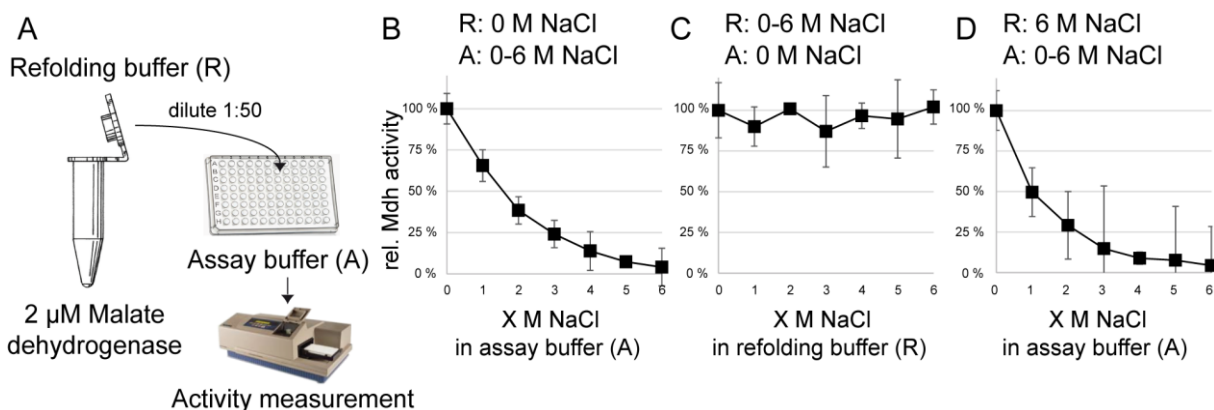 A
Refolding buffer (R)
dilute 1:50
Assay buffer (A)
2 µM Malate
dehydrogenase
Activity measurement
B
R: 0 M NaCl
A: 0-6 M NaCl
rel. Mdh activity
100 %
75 %
50 %
25 %
0 %
0 1 2 3 4 5 6
X M NaCl
in assay buffer (A)
C
R: 0-6 M NaCl
A: 0 M NaCl
100 %
75 %
50 %
25 %
0 %
0 1 2 3 4 5 6
X M NaCl
in refolding buffer (R)
D
R: 6 M NaCl
A: 0-6 M NaCl
100 %
75 %
50 %
25 %
0 %
0 1 2 3 4 5 6
X M NaCl
in assay buffer (A)